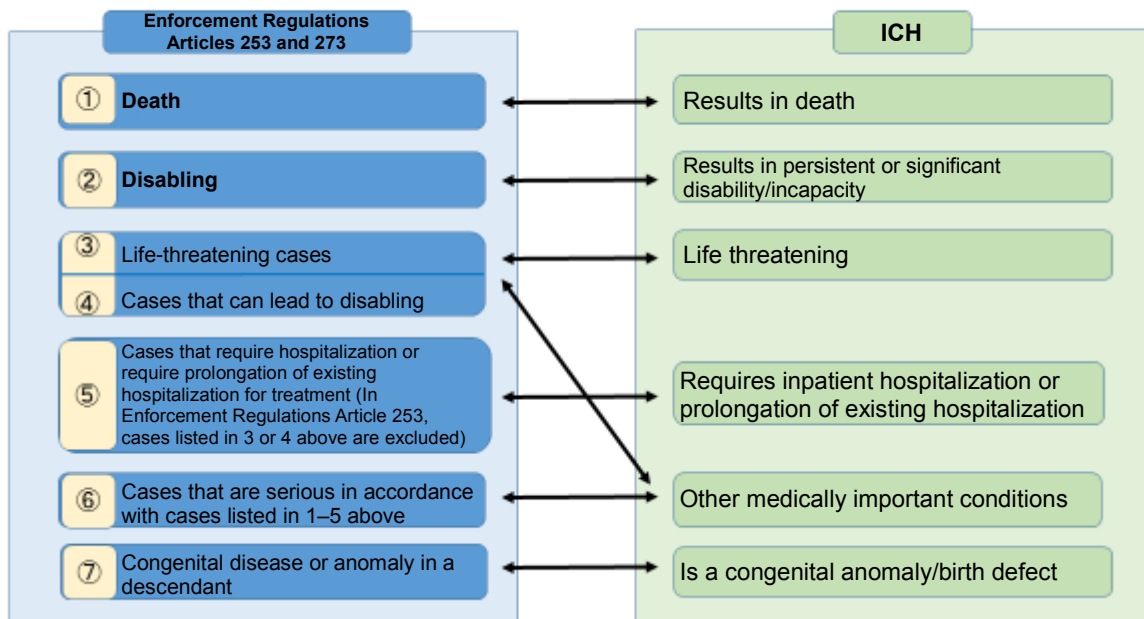 Enforcement Regulations
Articles 253 and 273
① Death
② Disabling
③ Life-threatening cases
④ Cases that can lead to disabling
⑤ Cases that require hospitalization or
require prolongation of existing
hospitalization for treatment (In
Enforcement Regulations Article 253,
cases listed in 3 or 4 above are excluded)
⑥ Cases that are serious in accordance
with cases listed in 1–5 above
⑦ Congenital disease or anomaly in a
descendant
ICH
Results in death
Results in persistent or significant
disability/incapacity
Life threatening
Requires inpatient hospitalization or
prolongation of existing hospitalization
Other medically important conditions
Is a congenital anomaly/birth defect